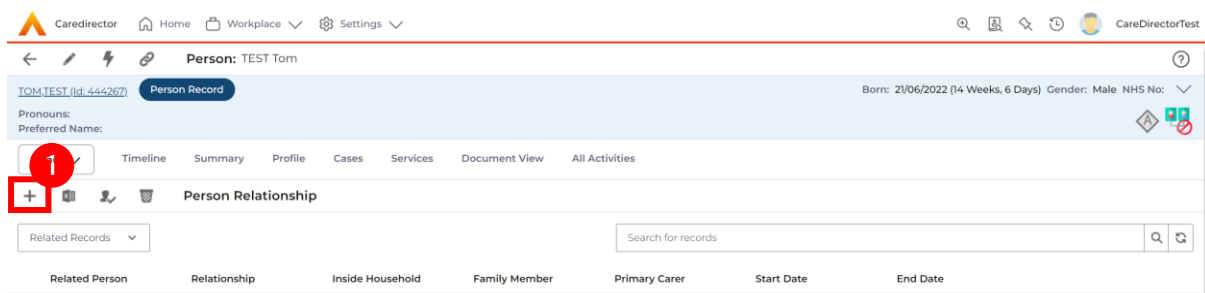 Caredirector Home Workplace Settings CareDirectorTest
Person: TEST Tom
TOM,TEST (Id: 444267) Person Record Born: 21/06/2022 (14 Weeks, 6 Days) Gender: Male NHS No:
Pronouns:
Preferred Name:
A
1 Timeline Summary Profile Cases Services Document View All Activities
Person Relationship
Related Records Search for records
Related Person Relationship Inside Household Family Member Primary Carer Start Date End Date